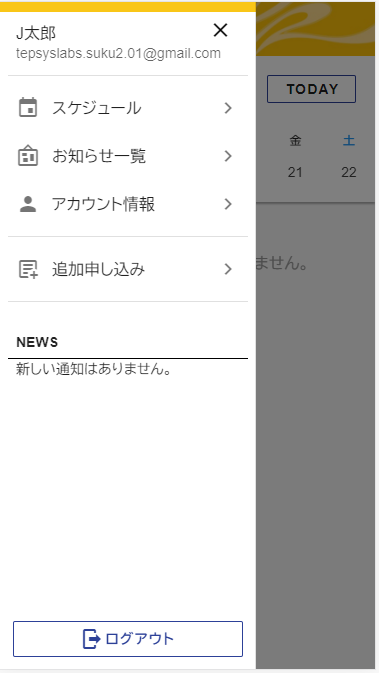 J太郎
tepsyslabs.suku2.01@gmail.com
スケジュール
お知らせ一覧
アカウント情報
追加申し込み
NEWS
新しい通知はありません。
ログアウト
TODAY
金 土
21 22
ません。